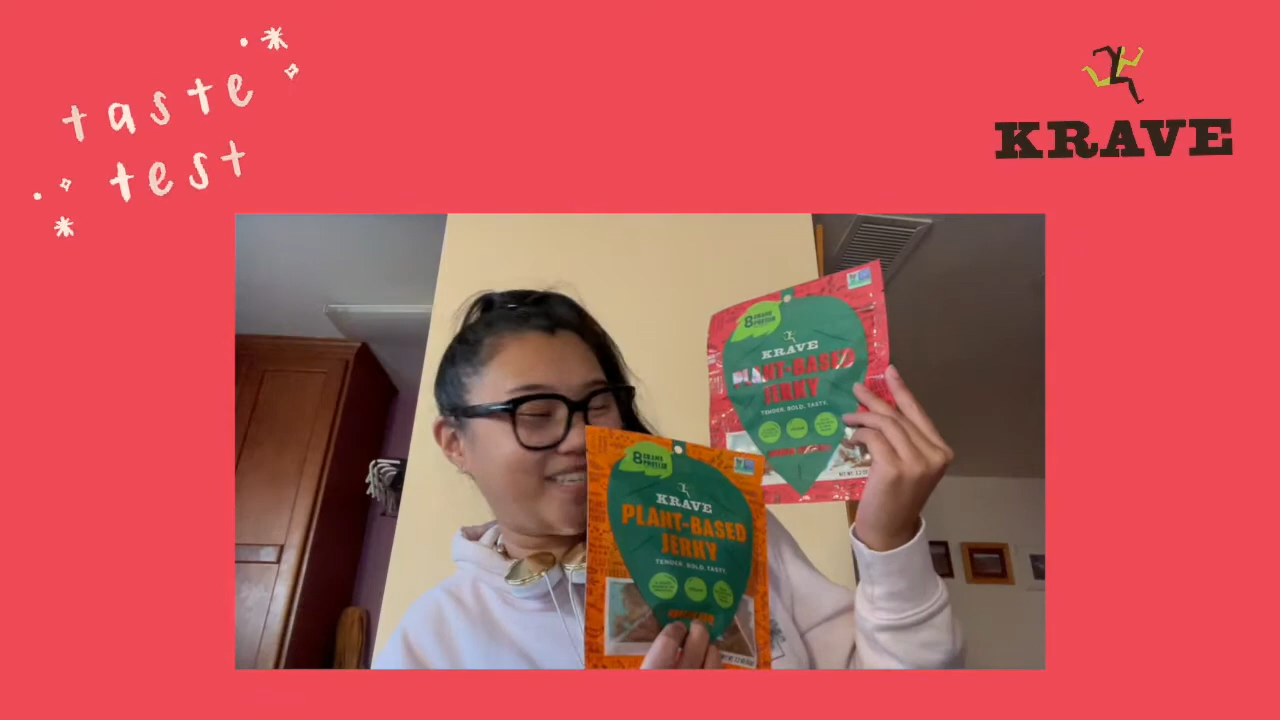 taste
test
KRAVE
8 GRAMS
PROTEIN
KRAVE
PLANT-BASED
JERKY
TENDER. BOLD. TASTY.
8 GRAMS
PROTEIN
KRAVE
PLANT-BASED
JERKY
TENDER. BOLD. TASTY.